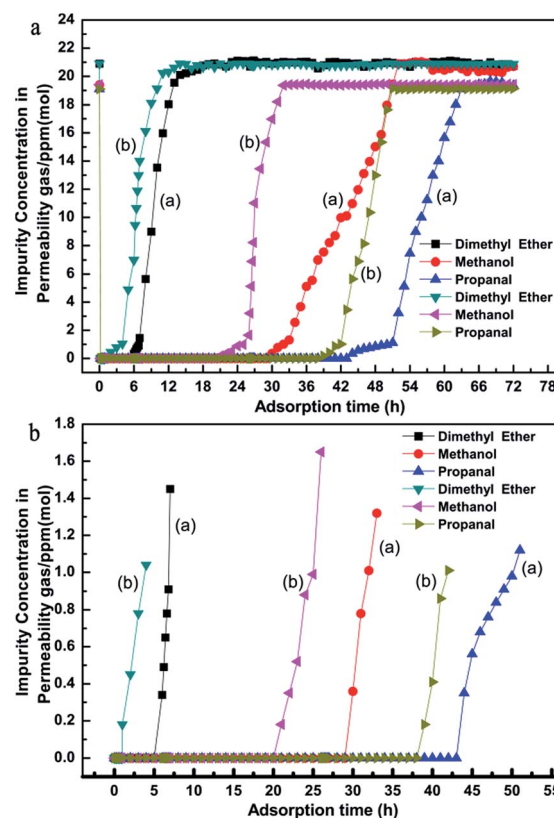 a
Impurity Concentration in
Permeability gas/ppm(mol)
24
22
20
18
16
14
12
10
8
6
4
2
0
(b)
(a)
(b)
(a)
(b)
(a)
Dimethyl Ether
Methanol
Propanal
Dimethyl Ether
Methanol
Propanal
0 6 12 18 24 30 36 42 48 54 60 66 72 78
Adsorption time (h)
b
Impurity Concentration in
Permeability gas/ppm(mol)
1.8
1.6
1.4
1.2
1.0
0.8
0.6
0.4
0.2
0.0
(b)
(a)
(b)
(a)
(b)
(a)
Dimethyl Ether
Methanol
Propanal
Dimethyl Ether
Methanol
Propanal
0 5 10 15 20 25 30 35 40 45 50 55
Adsorption time (h)